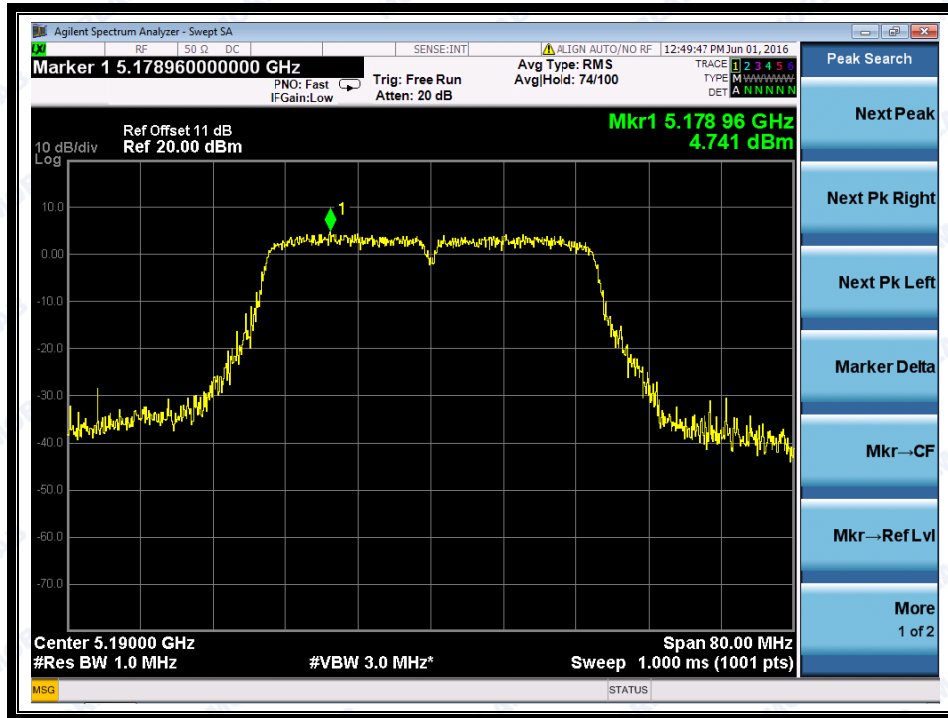 Agilent Spectrum Analyzer - Swept SA
LXI RF 50 Ω DC SENSE:INT ALIGN AUTO/NO RF 12:49:47 PM Jun 01, 2016
Marker 1 5.178960000000 GHz
PNO: Fast
IFGain:Low
Trig: Free Run
Atten: 20 dB
Avg Type: RMS
Avg|Hold: 74/100
TRACE 1 2 3 4 5 6
TYPE M WWWWW
DET A N N N N N
Peak Search
Next Peak
Next Pk Right
Next Pk Left
Marker Delta
Mkr→CF
Mkr→Ref Lvl
More
1 of 2
Mkr1 5.178 96 GHz
4.741 dBm
Ref Offset 11 dB
10 dB/div Ref 20.00 dBm
Log
1
10.0
0.00
-10.0
-20.0
-30.0
-40.0
-50.0
-60.0
-70.0
Center 5.19000 GHz Span 80.00 MHz
#Res BW 1.0 MHz #VBW 3.0 MHz* Sweep 1.000 ms (1001 pts)
MSG STATUS